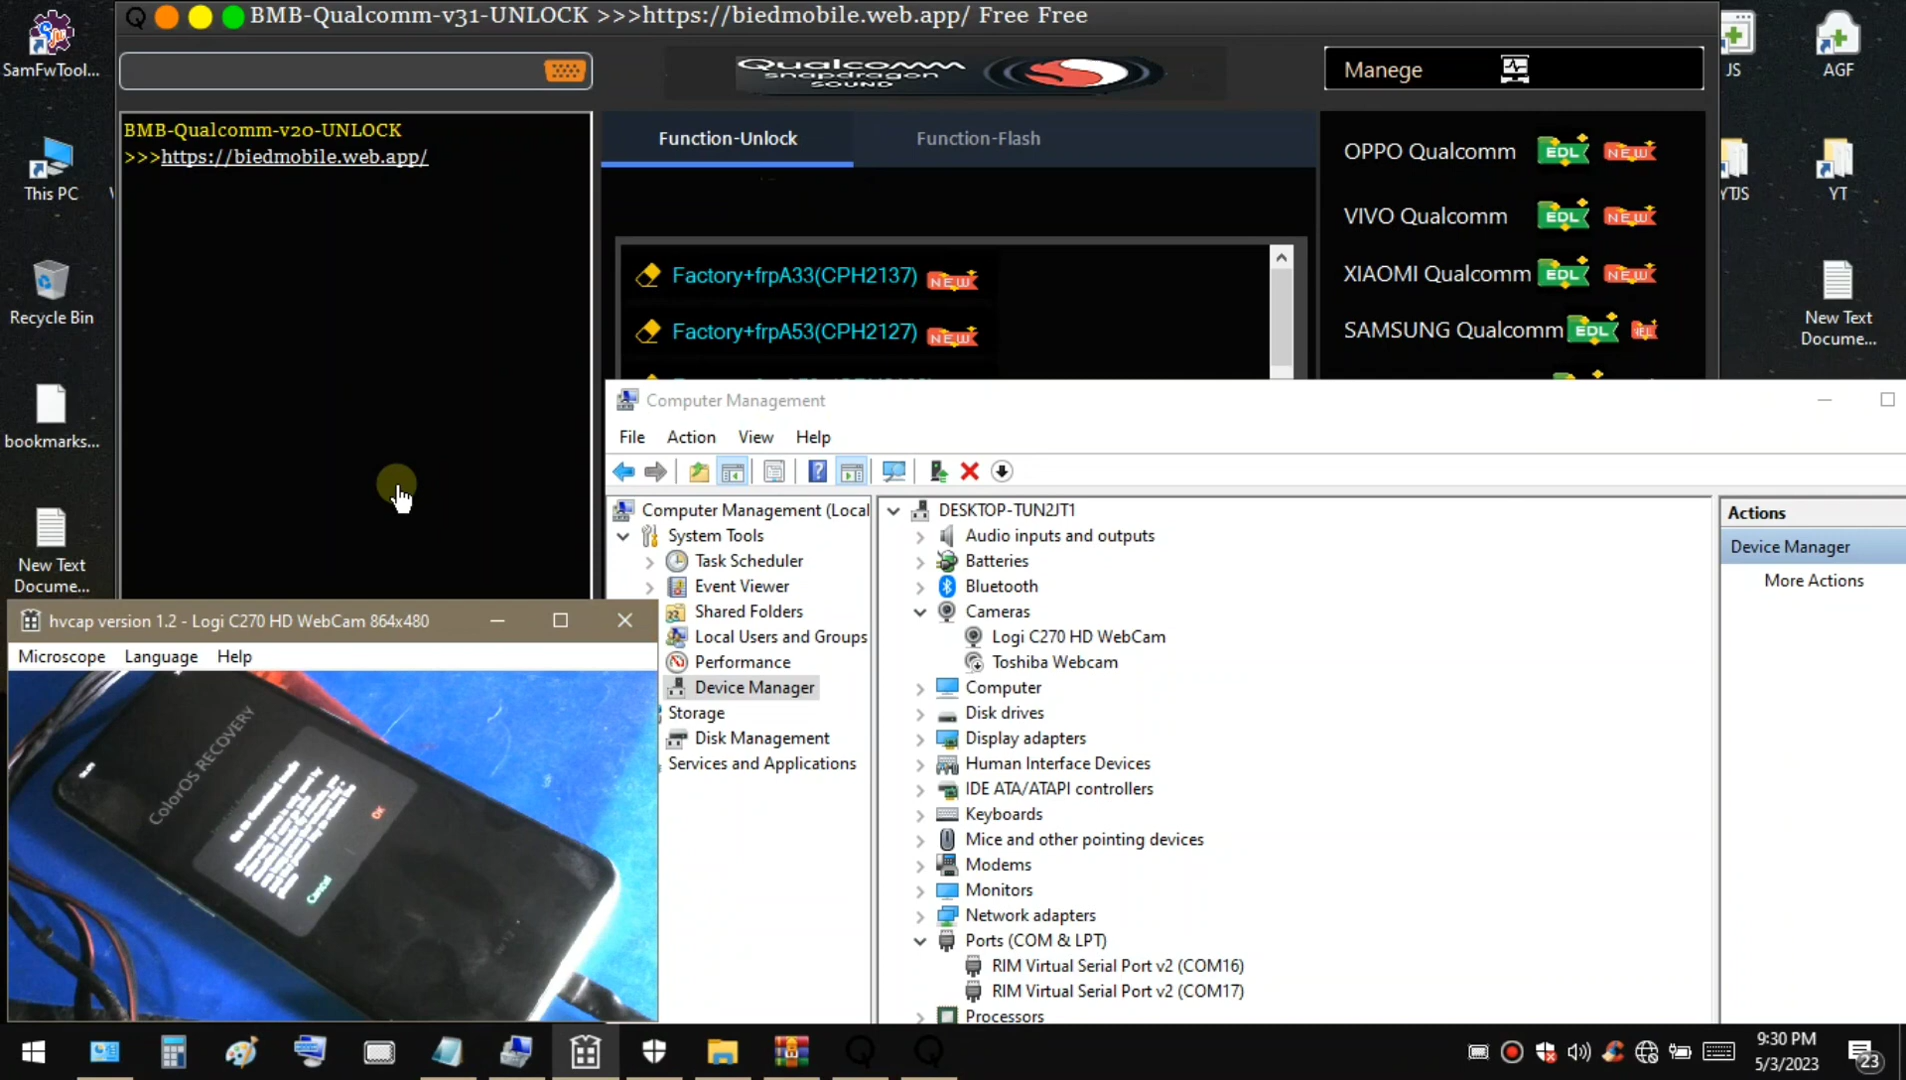 BMB-Qualcomm-v31-UNLOCK >>>https://biedmobile.web.app/ Free Free
SamFwTool...
This PC
Recycle Bin
bookmarks...
New Text
Docume...
JS
AGF
YTJS
YT
New Text
Docume...
Qualcomm
snapdragon
SOUND
Manege
BMB-Qualcomm-v20-UNLOCK
>>>https://biedmobile.web.app/
Function-Unlock
Function-Flash
Factory+frpA33(CPH2137) NEW
Factory+frpA53(CPH2127) NEW
OPPO Qualcomm EDL NEW
VIVO Qualcomm EDL NEW
XIAOMI Qualcomm EDL NEW
SAMSUNG Qualcomm EDL
Computer Management
File Action View Help
Computer Management (Local
System Tools
Task Scheduler
Event Viewer
Shared Folders
Local Users and Groups
Performance
Device Manager
Storage
Disk Management
Services and Applications
DESKTOP-TUN2JT1
Audio inputs and outputs
Batteries
Bluetooth
Cameras
Logi C270 HD WebCam
Toshiba Webcam
Computer
Disk drives
Display adapters
Human Interface Devices
IDE ATA/ATAPI controllers
Keyboards
Mice and other pointing devices
Modems
Monitors
Network adapters
Ports (COM & LPT)
RIM Virtual Serial Port v2 (COM16)
RIM Virtual Serial Port v2 (COM17)
Processors
Actions
Device Manager
More Actions
hvcap version 1.2 - Logi C270 HD WebCam 864x480
Microscope Language Help
ColorOS RECOVERY
OK
Cancel
9:30 PM
5/3/2023
23